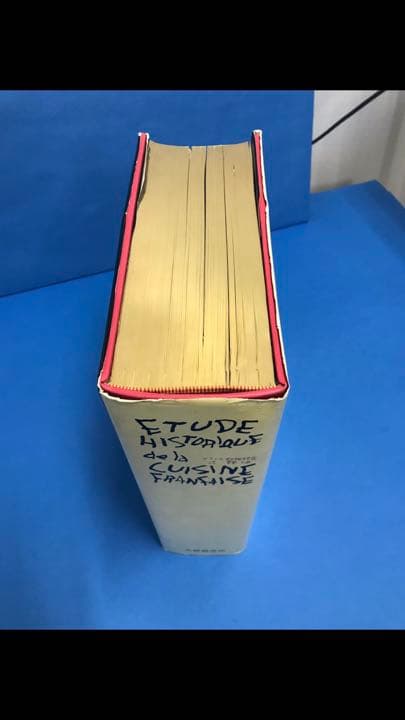 ETUDE
HISTORIQUE
de la
CUISINE
FRANÇAISE